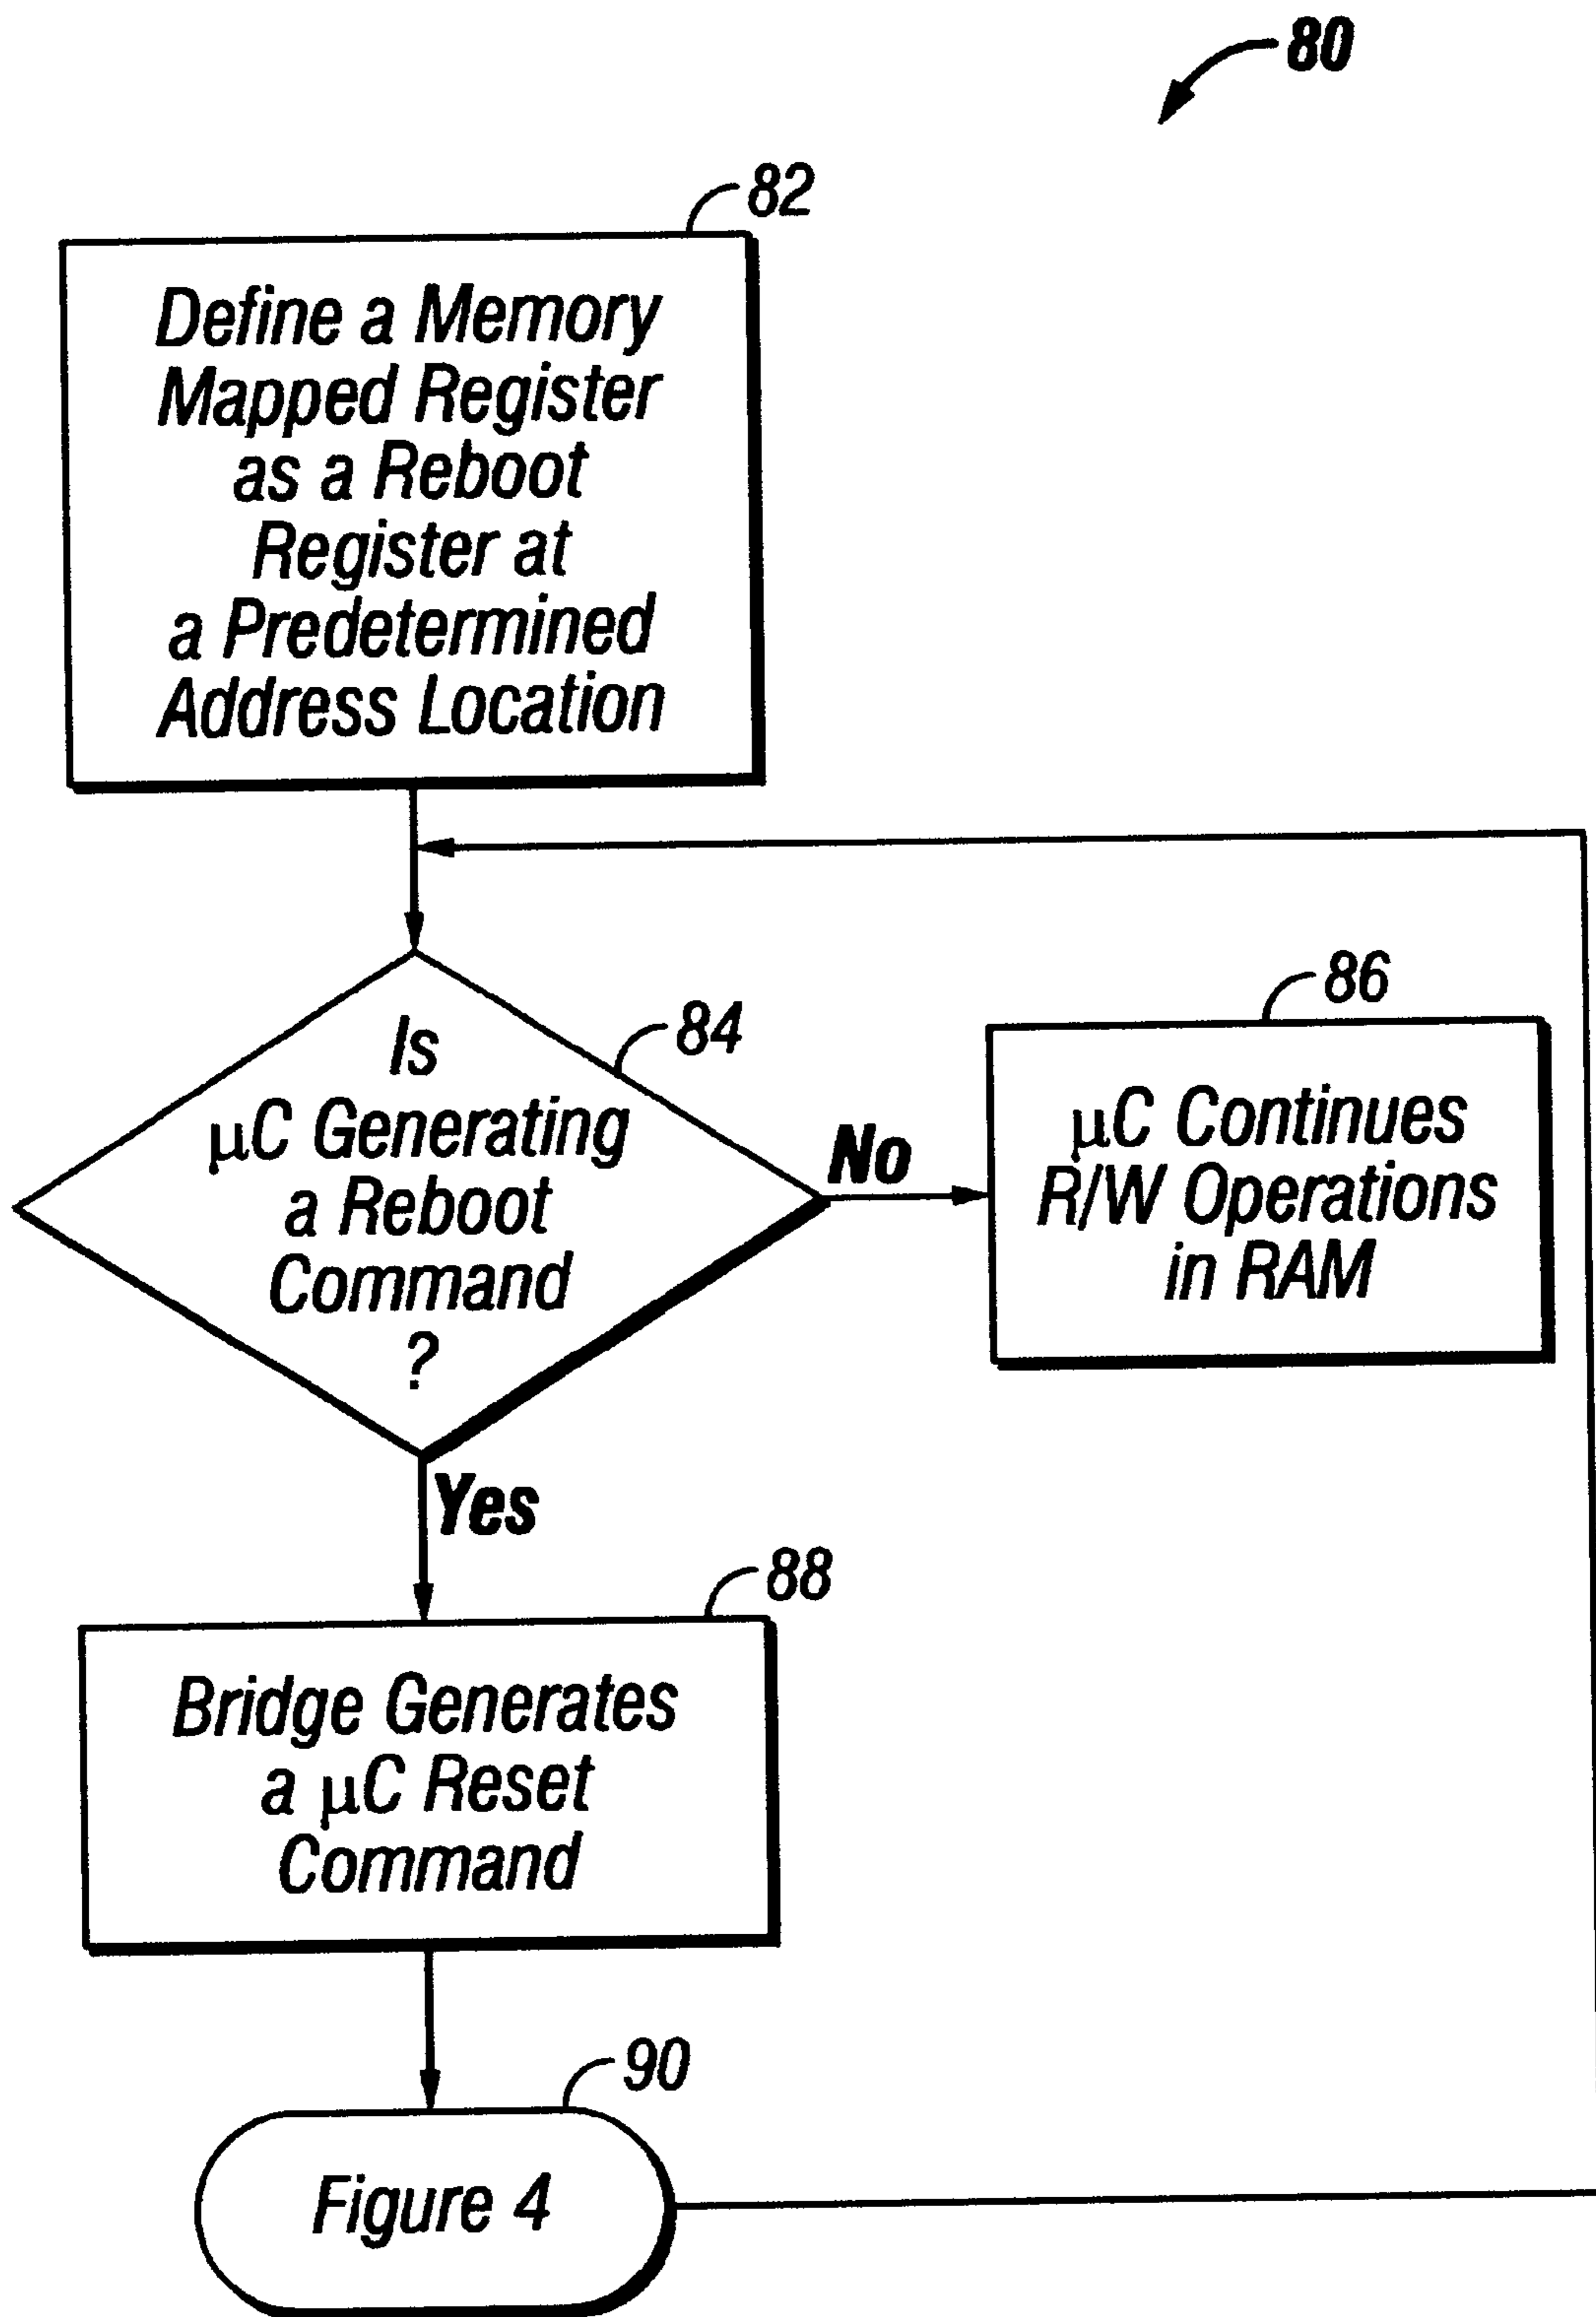 80
82
Define a Memory
Mapped Register
as a Reboot
Register at
a Predetermined
Address Location
84
Is
µC Generating
a Reboot
Command
?
No
86
µC Continues
R/W Operations
in RAM
Yes
88
Bridge Generates
a µC Reset
Command
90
Figure 4